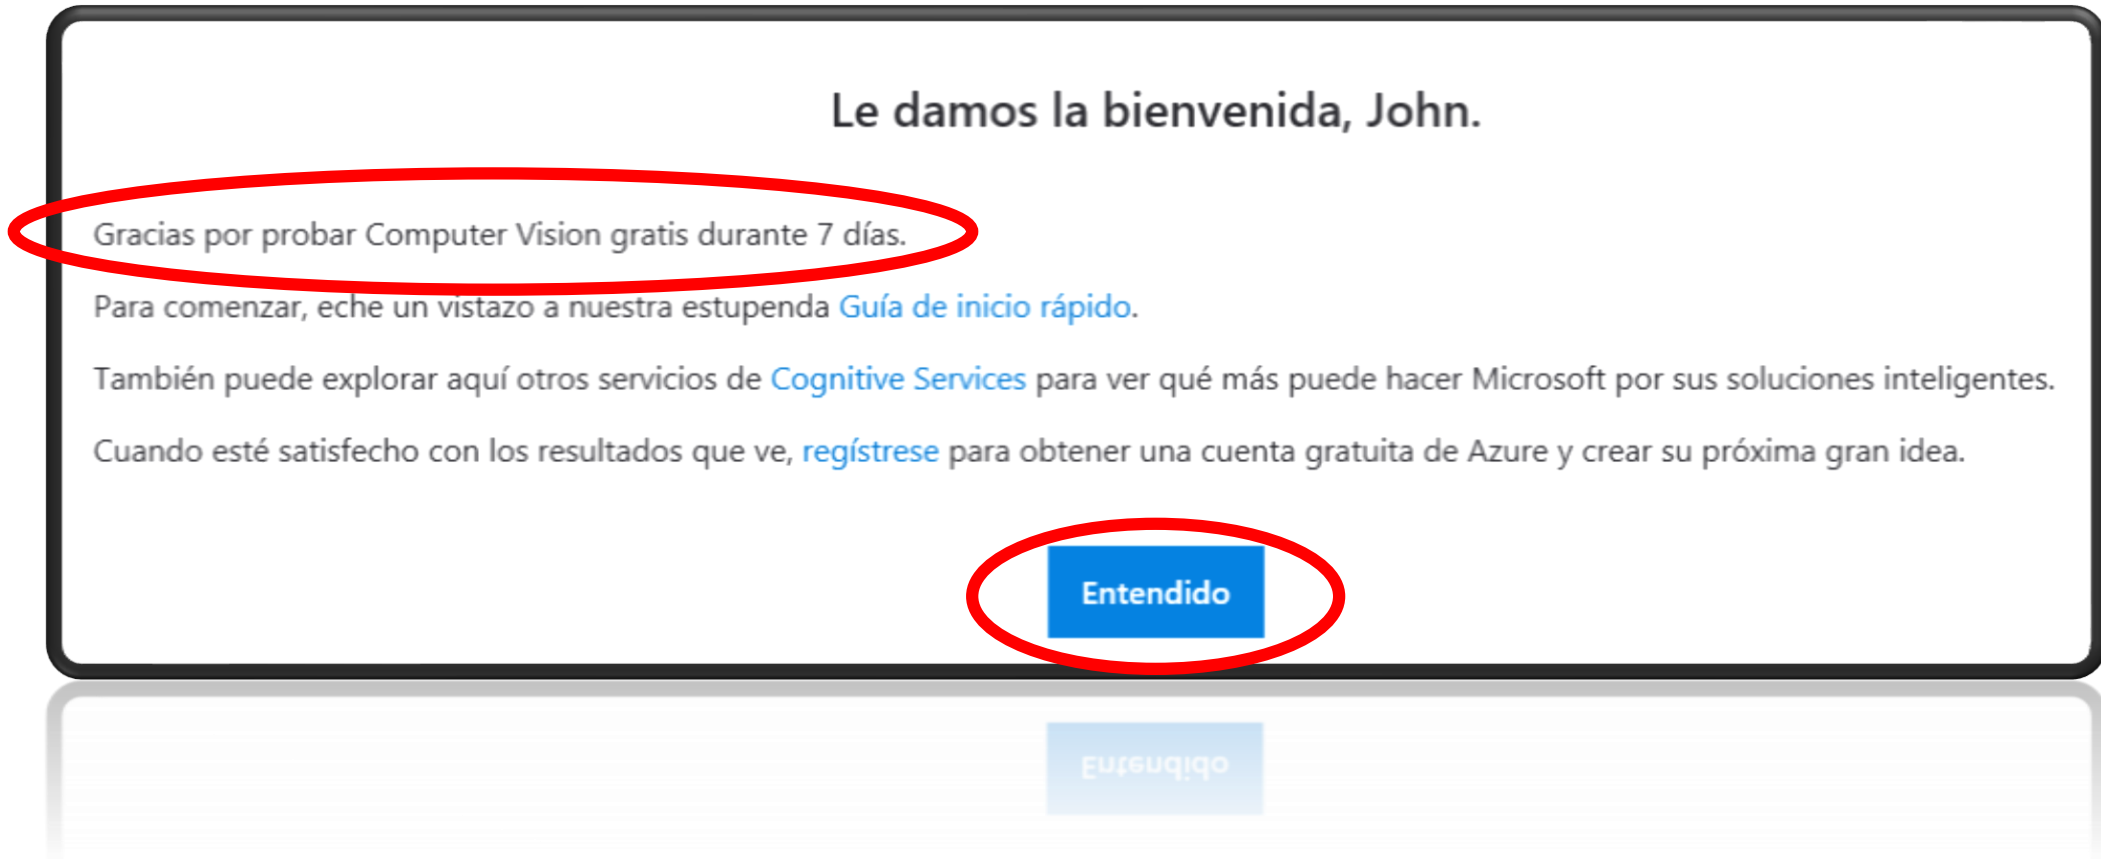 Le damos la bienvenida, John.
Gracias por probar Computer Vision gratis durante 7 días.
Para comenzar, eche un vistazo a nuestra estupenda Guía de inicio rápido.
También puede explorar aquí otros servicios de Cognitive Services para ver qué más puede hacer Microsoft por sus soluciones inteligentes.
Cuando esté satisfecho con los resultados que ve, regístrese para obtener una cuenta gratuita de Azure y crear su próxima gran idea.
Entendido
Entendido